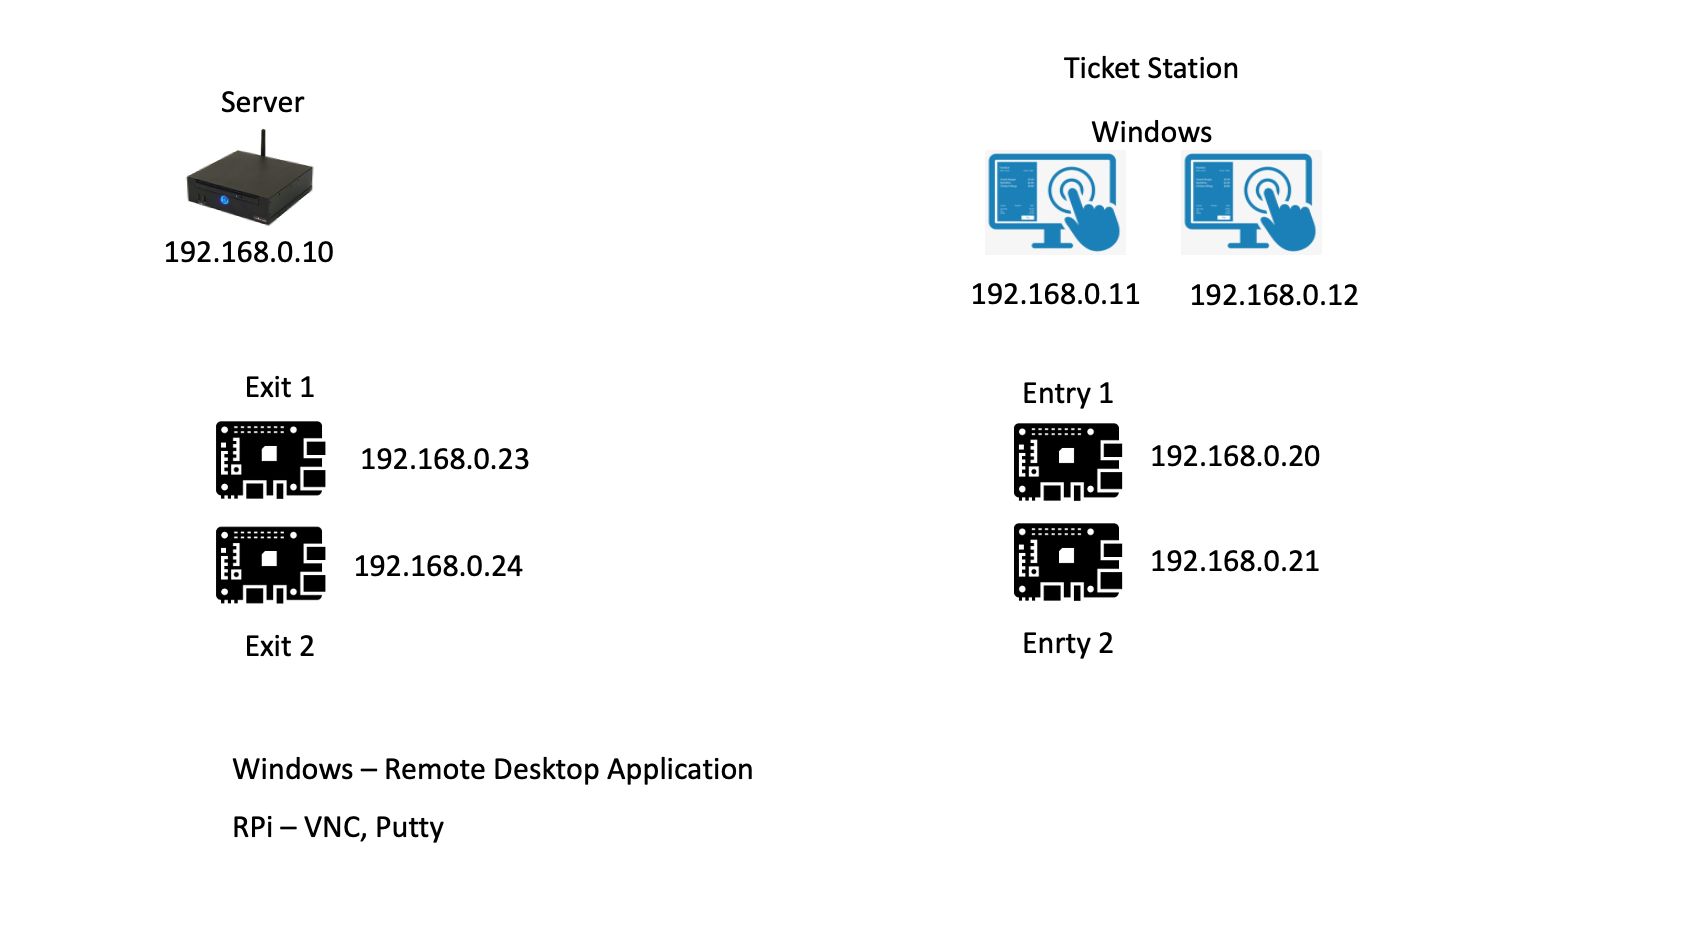 Server
192.168.0.10
Ticket Station
Windows
192.168.0.11
192.168.0.12
Exit 1
192.168.0.23
192.168.0.24
Exit 2
Entry 1
192.168.0.20
192.168.0.21
Enrty 2
Windows – Remote Desktop Application
RPi – VNC, Putty